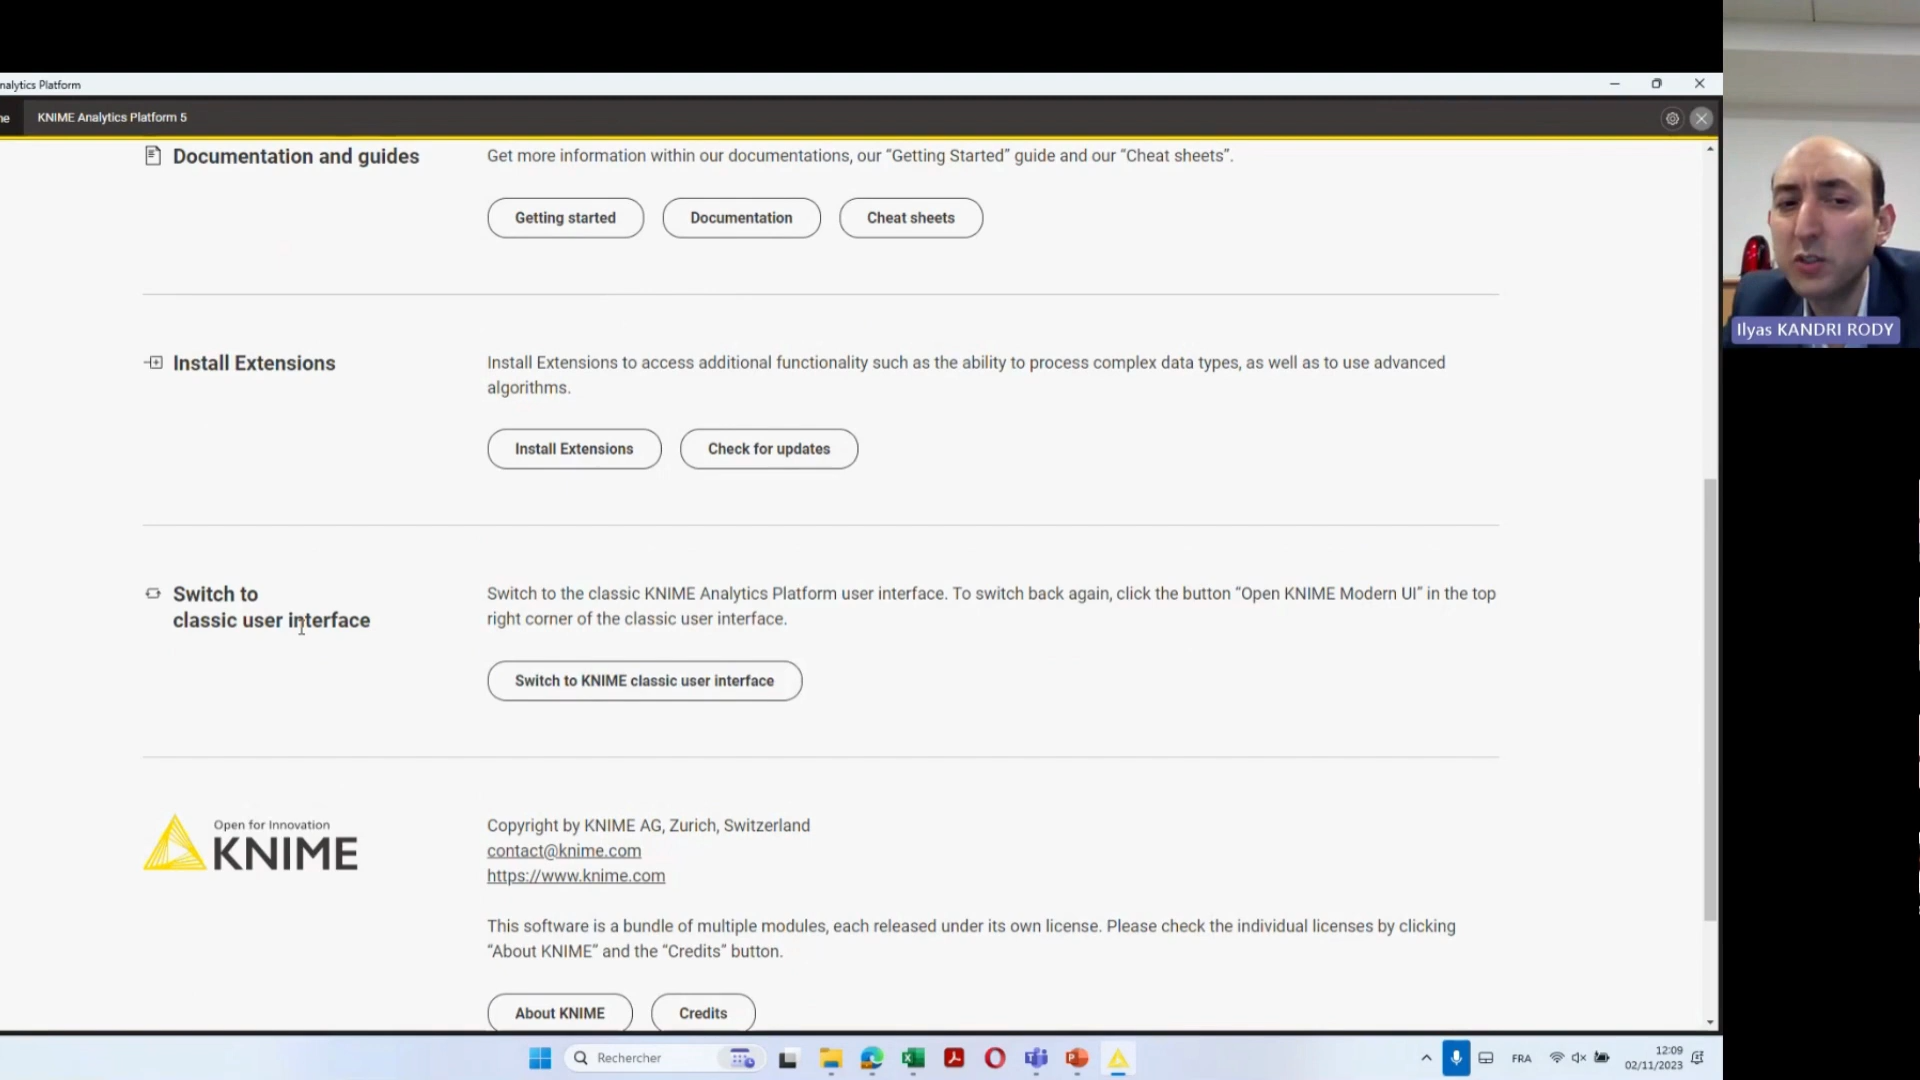 nalytics Platform
ne
KNIME Analytics Platform 5
Documentation and guides
Get more information within our documentations, our “Getting Started” guide and our “Cheat sheets”.
Getting started
Documentation
Cheat sheets
Install Extensions
Install Extensions to access additional functionality such as the ability to process complex data types, as well as to use advanced
algorithms.
Install Extensions
Check for updates
Switch to
classic user interface
Switch to the classic KNIME Analytics Platform user interface. To switch back again, click the button “Open KNIME Modern UI” in the top
right corner of the classic user interface.
Switch to KNIME classic user interface
Open for Innovation
KNIME
Copyright by KNIME AG, Zurich, Switzerland
contact@knime.com
https://www.knime.com
This software is a bundle of multiple modules, each released under its own license. Please check the individual licenses by clicking
“About KNIME” and the “Credits” button.
About KNIME
Credits
Ilyas KANDRI RODY
Rechercher
FRA
12:09
02/11/2023